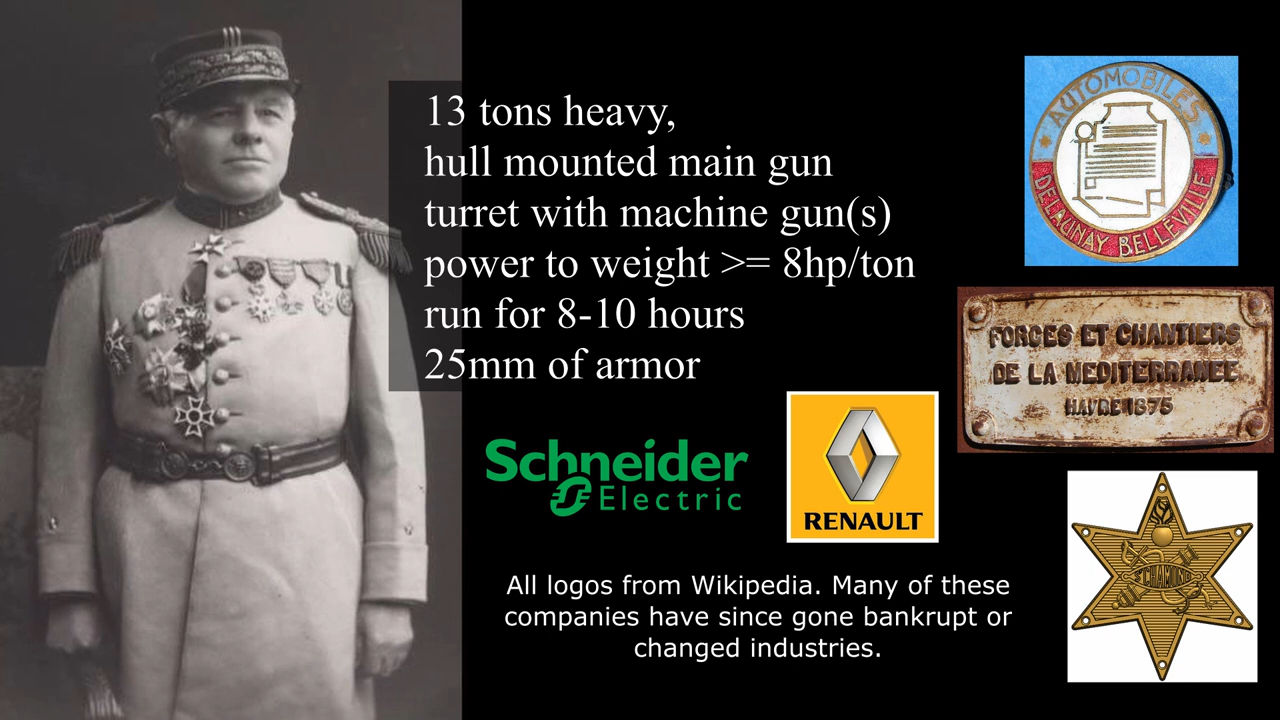 13 tons heavy,
hull mounted main gun
turret with machine gun(s)
power to weight >= 8hp/ton
run for 8-10 hours
25mm of armor
AUTOMOBILES
DELAUNAY BELLEVILLE
FORGES ET CHANTIERS
DE LA MEDITERRANEE
HAVRE 1875
Schneider
Electric
RENAULT
ST CHAMOND
All logos from Wikipedia. Many of these
companies have since gone bankrupt or
changed industries.